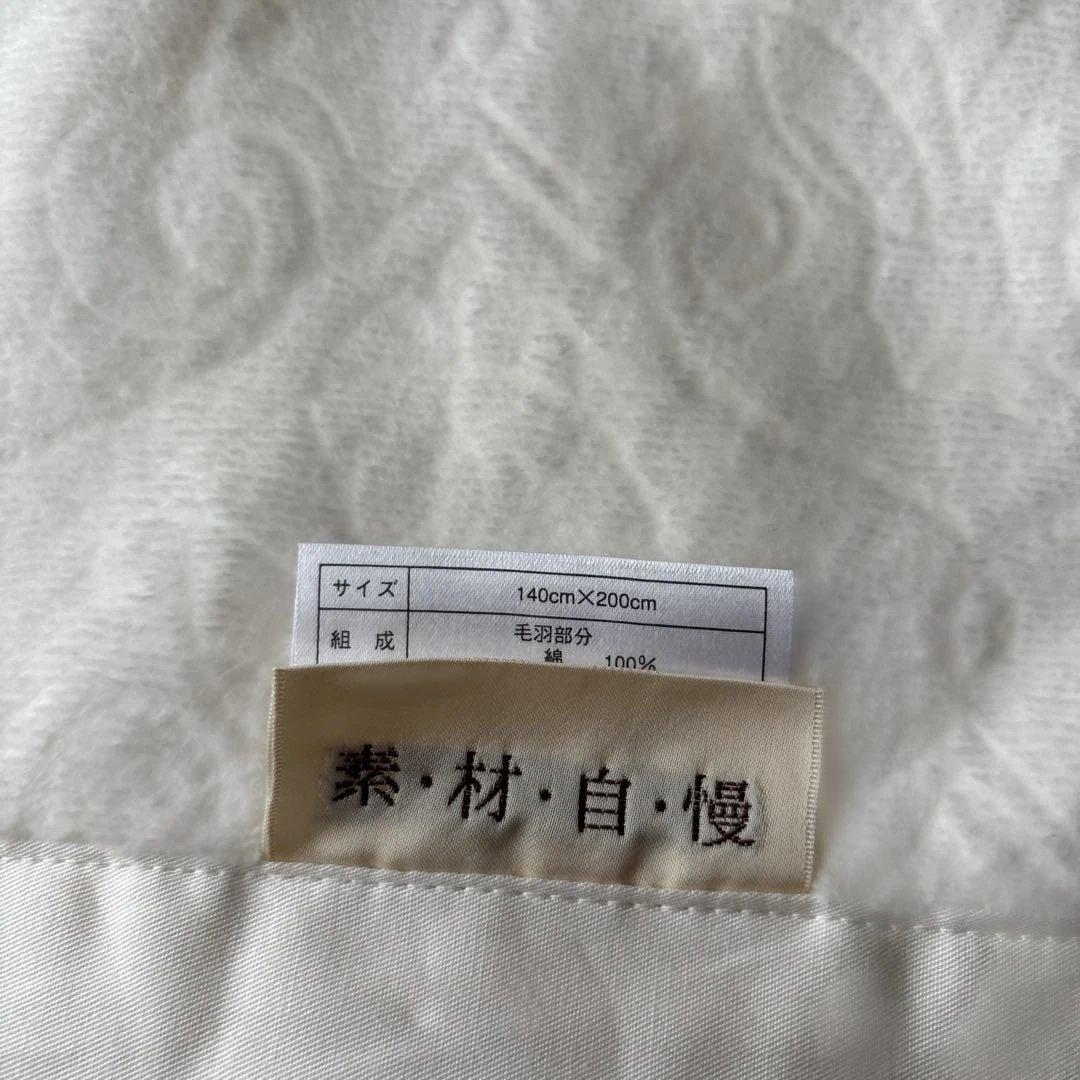 サイズ 140cm×200cm
組 成 毛羽部分
綿 100%
素・材・自・慢